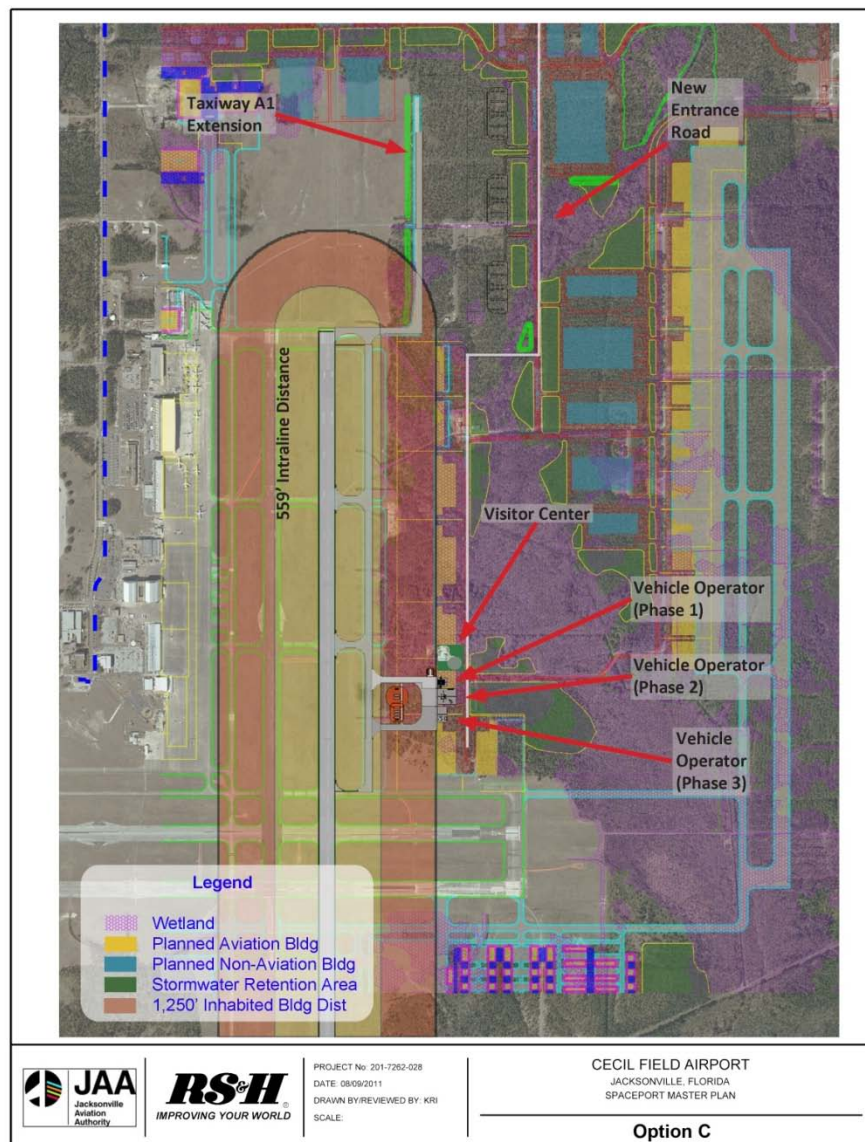 Taxiway A1
Extension
New
Entrance
Road
559' Intraline Distance
Visitor Center
Vehicle Operator
(Phase 1)
Vehicle Operator
(Phase 2)
Vehicle
Operator
(Phase 3)
Legend
Wetland
Planned Aviation Bldg
Planned Non-Aviation Bldg
Stormwater Retention Area
1,250' Inhabited Bldg Dist
JAA
Jacksonville
Aviation
Authority
RS&H®
IMPROVING YOUR WORLD
PROJECT No: 201-7262-028
DATE: 08/09/2011
DRAWN BY/REVIEWED BY: KRI
SCALE:
CECIL FIELD AIRPORT
JACKSONVILLE, FLORIDA
SPACEPORT MASTER PLAN
Option C